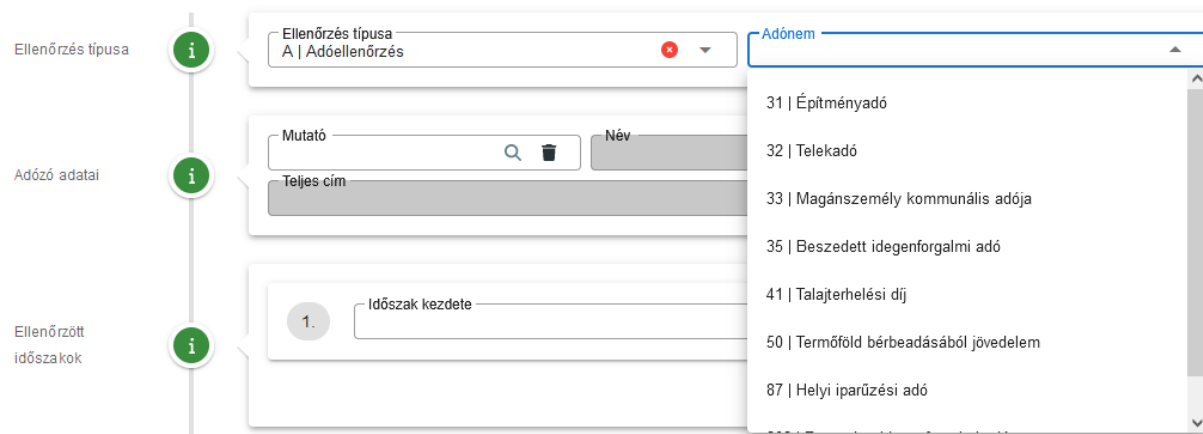 Ellenőrzés típusa
Ellenőrzés típusa
A | Adóellenőrzés
Adónem
31 | Építményadó
32 | Telekadó
33 | Magánszemély kommunális adója
35 | Beszedett idegenforgalmi adó
41 | Talajterhelési díj
50 | Termőföld bérbeadásából jövedelem
87 | Helyi iparűzési adó
Adózó adatai
Mutató
Név
Teljes cím
Ellenőrzött
időszakok
1.
Időszak kezdete